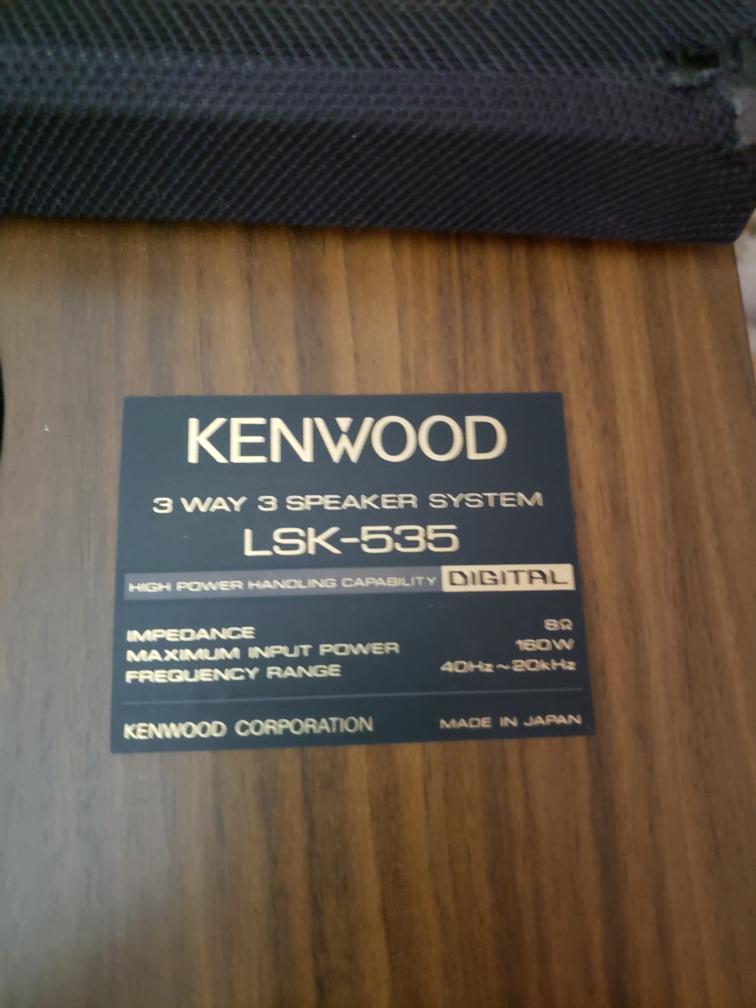 KENWOOD
3 WAY 3 SPEAKER SYSTEM
LSK-535
HIGH POWER HANDLING CAPABILITY DIGITAL
IMPEDANCE 8Ω
MAXIMUM INPUT POWER 160W
FREQUENCY RANGE 40Hz~20kHz
KENWOOD CORPORATION MADE IN JAPAN